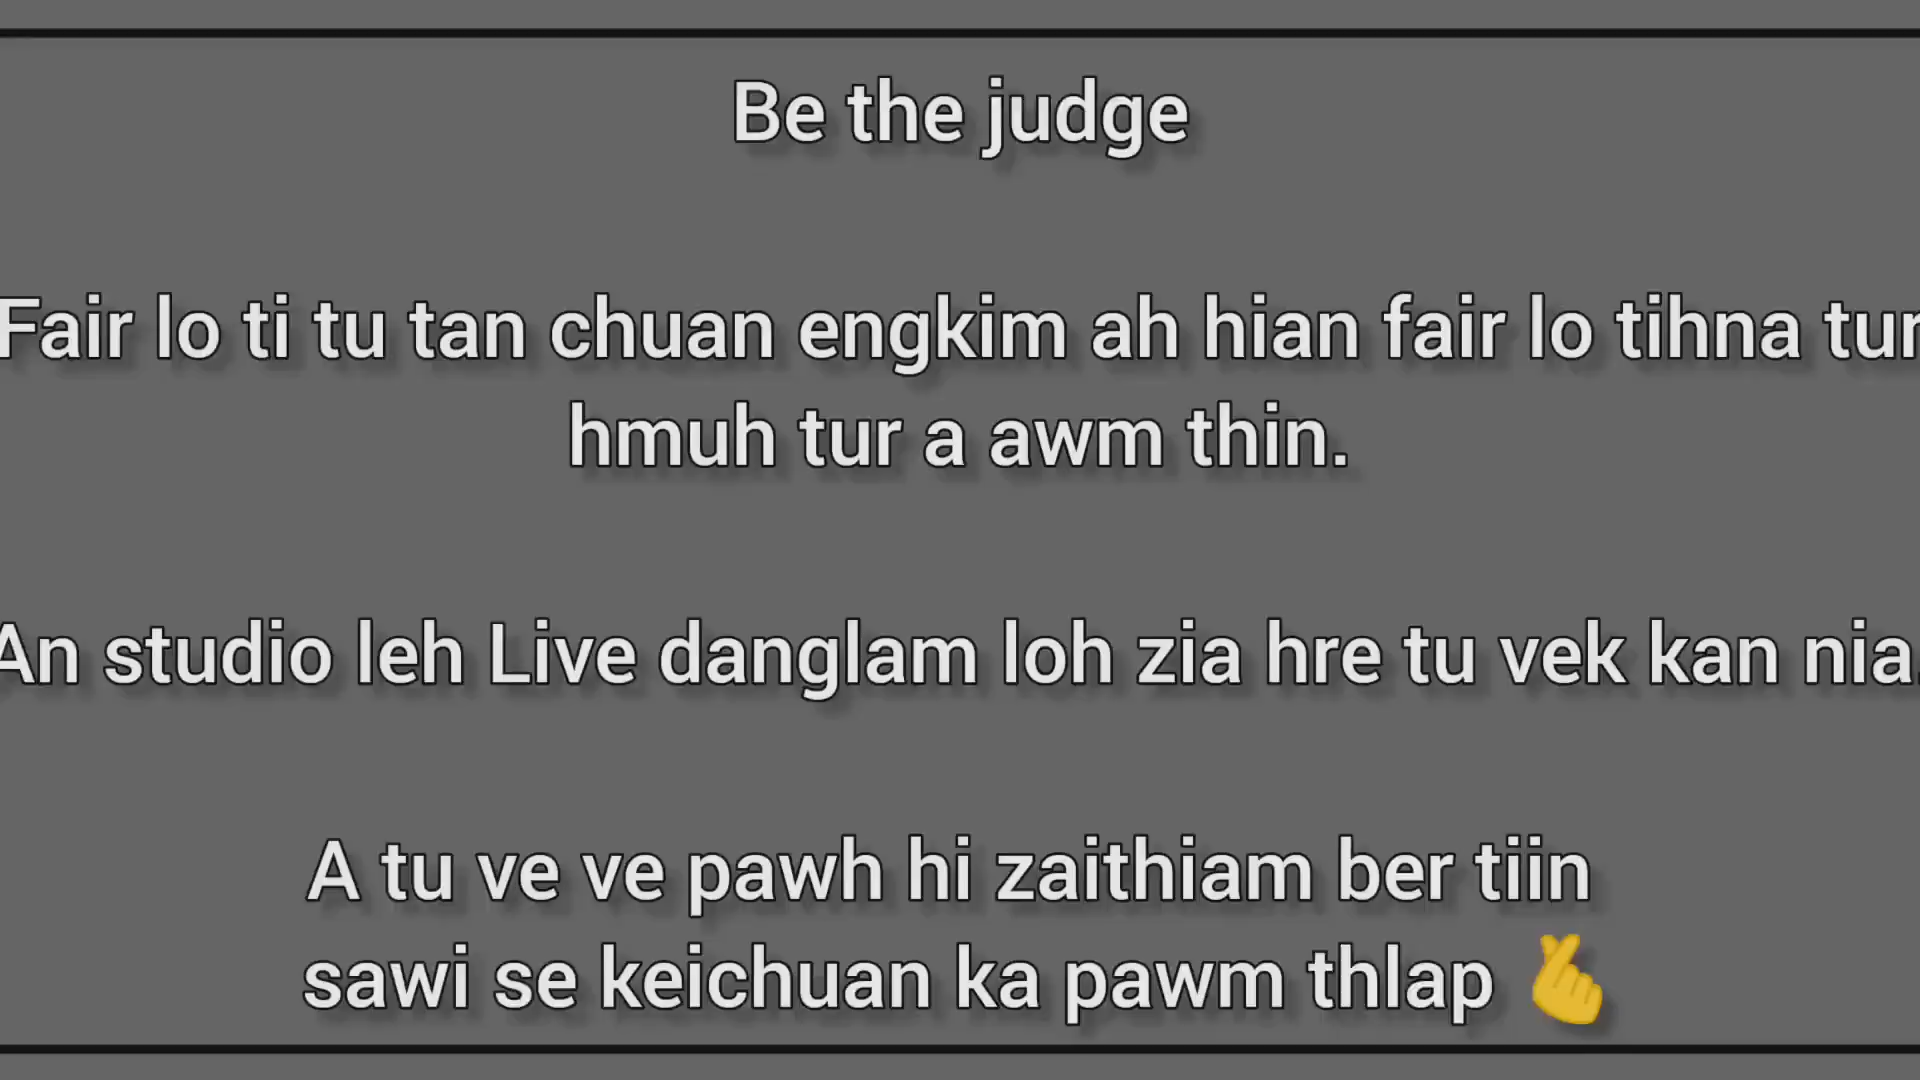 Be the judge
Fair lo ti tu tan chuan engkim ah hian fair lo tihna tur
hmuh tur a awm thin.
An studio leh Live danglam loh zia hre tu vek kan nia.
A tu ve ve pawh hi zaithiam ber tiin
sawi se keichuan ka pawm thlap 🫰